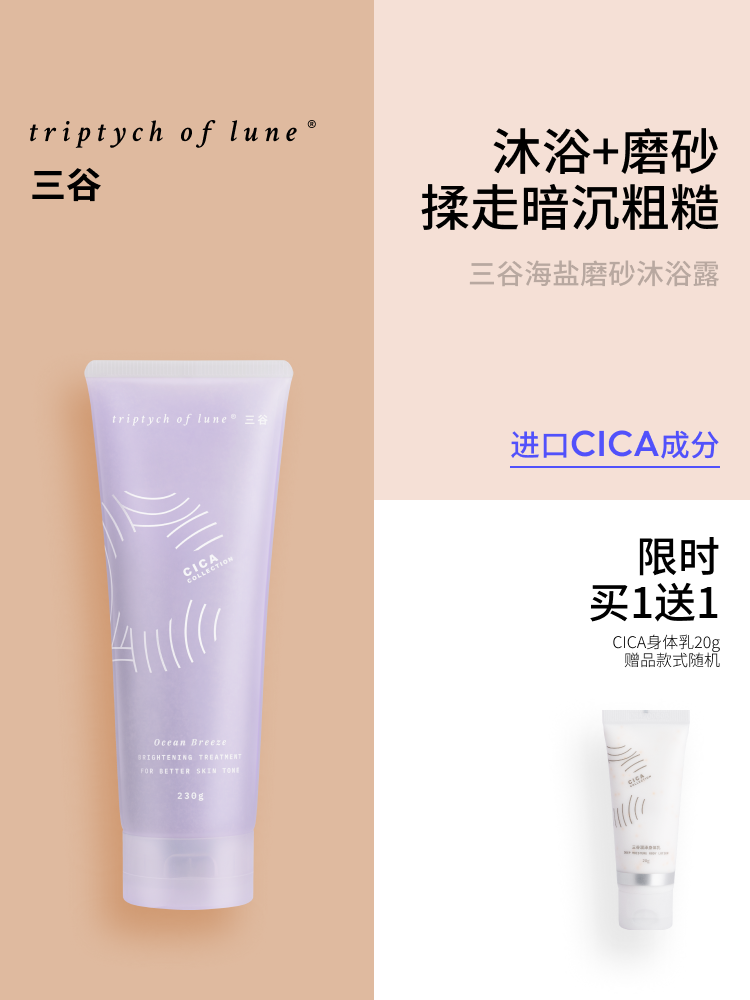 triptych of lune®
三谷
沐浴+磨砂
揉走暗沉粗糙
三谷海盐磨砂沐浴露
进口CICA成分
triptych of lune® 三谷
CICA
COLLECTION
Ocean Breeze
BRIGHTENING TREATMENT
FOR BETTER SKIN TONE
230g
限时
买1送1
CICA身体乳20g
赠品款式随机
CICA
COLLECTION